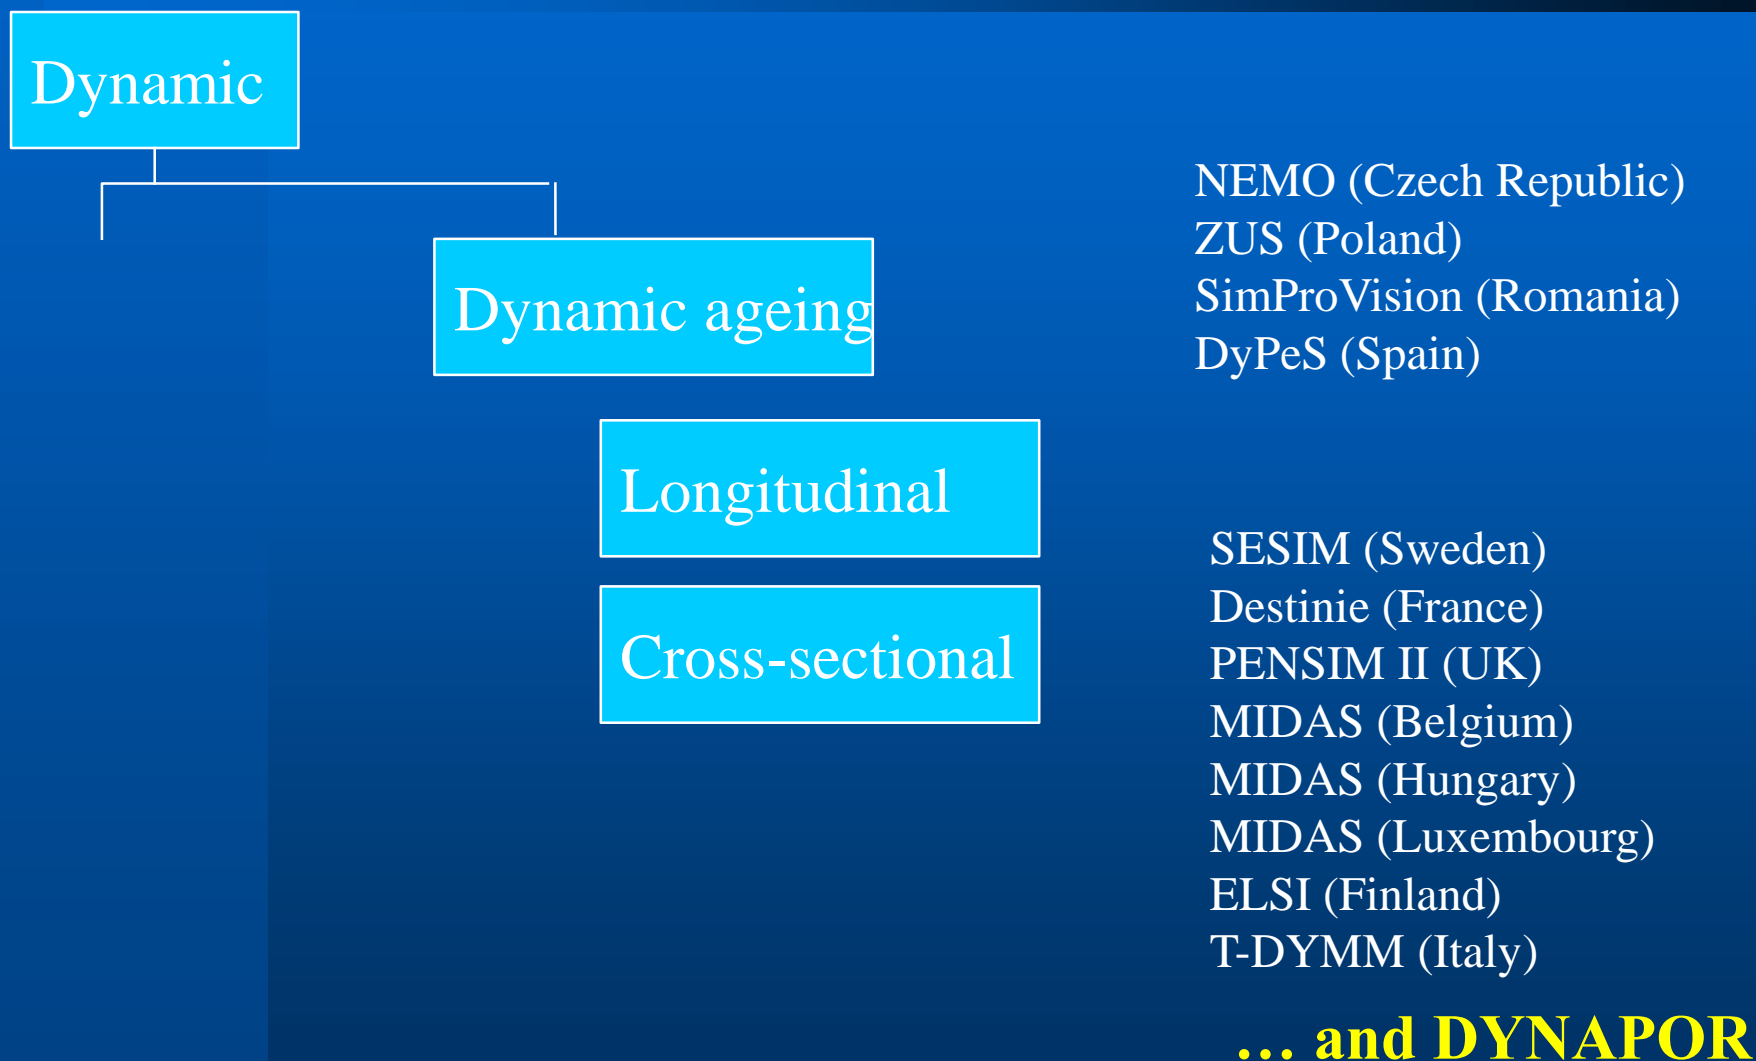 Dynamic
Dynamic ageing
Longitudinal
Cross-sectional
NEMO (Czech Republic)
ZUS (Poland)
SimProVision (Romania)
DyPeS (Spain)
SESIM (Sweden)
Destinie (France)
PENSIM II (UK)
MIDAS (Belgium)
MIDAS (Hungary)
MIDAS (Luxembourg)
ELSI (Finland)
T-DYMM (Italy)
… and DYNAPOR